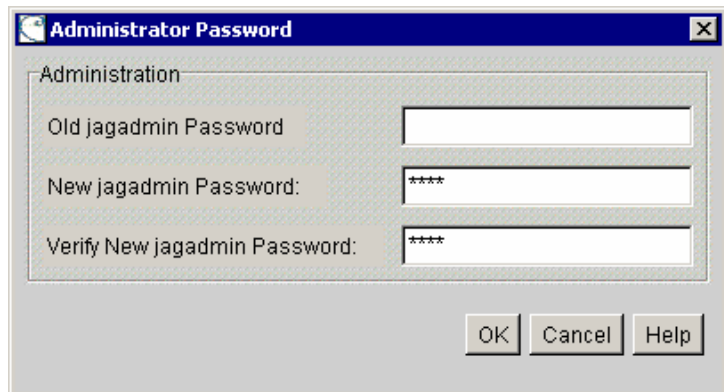 Administrator Password
Administration
Old jagadmin Password
New jagadmin Password: ****
Verify New jagadmin Password: ****
OK Cancel Help